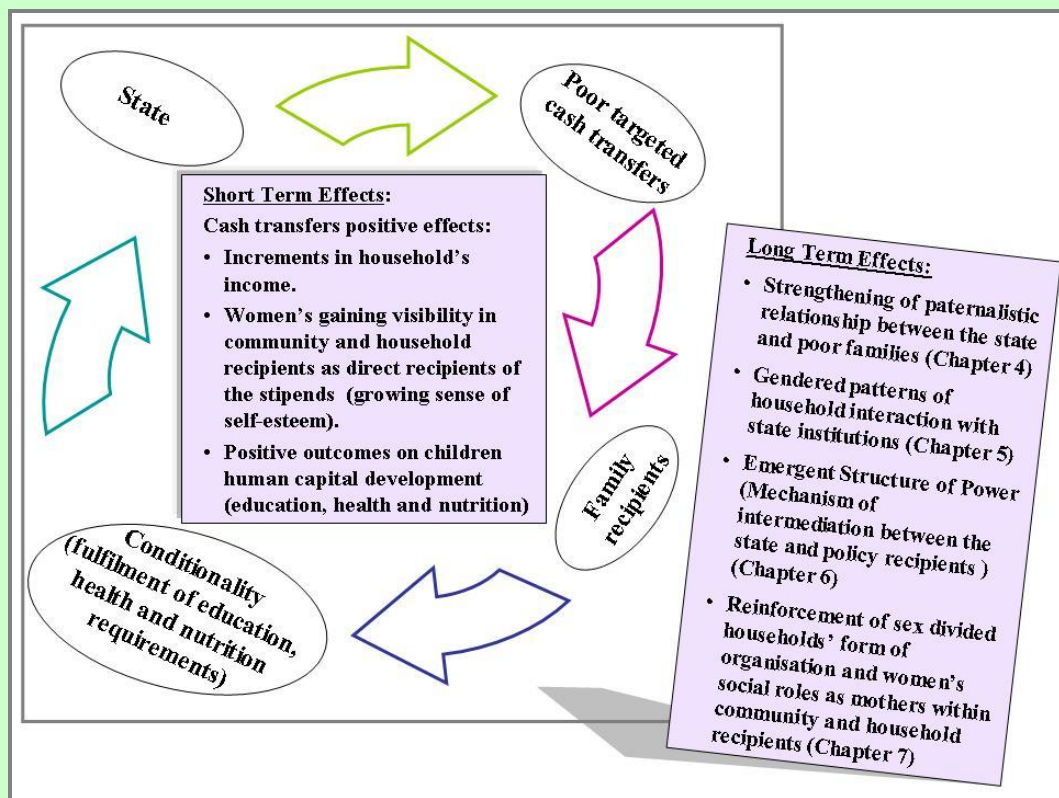 State
Poor targeted
cash transfers
Short Term Effects:
Cash transfers positive effects:
• Increments in household's
income.
• Women's gaining visibility in
community and household
recipients as direct recipients of
the stipends (growing sense of
self-esteem).
• Positive outcomes on children
human capital development
(education, health and nutrition)
Long Term Effects:
• Strengthening of paternalistic
relationship between the state
and poor families (Chapter 4)
• Gendered patterns of
household interaction with
state institutions (Chapter 5)
• Emergent Structure of Power
(Mechanism of
intermediation between the
state and policy recipients )
(Chapter 6)
• Reinforcement of sex divided
households' form of
organisation and women's
social roles as mothers within
community and household
recipients (Chapter 7)
Family
recipients
Conditionality
(fulfilment of education,
health and nutrition
requirements)